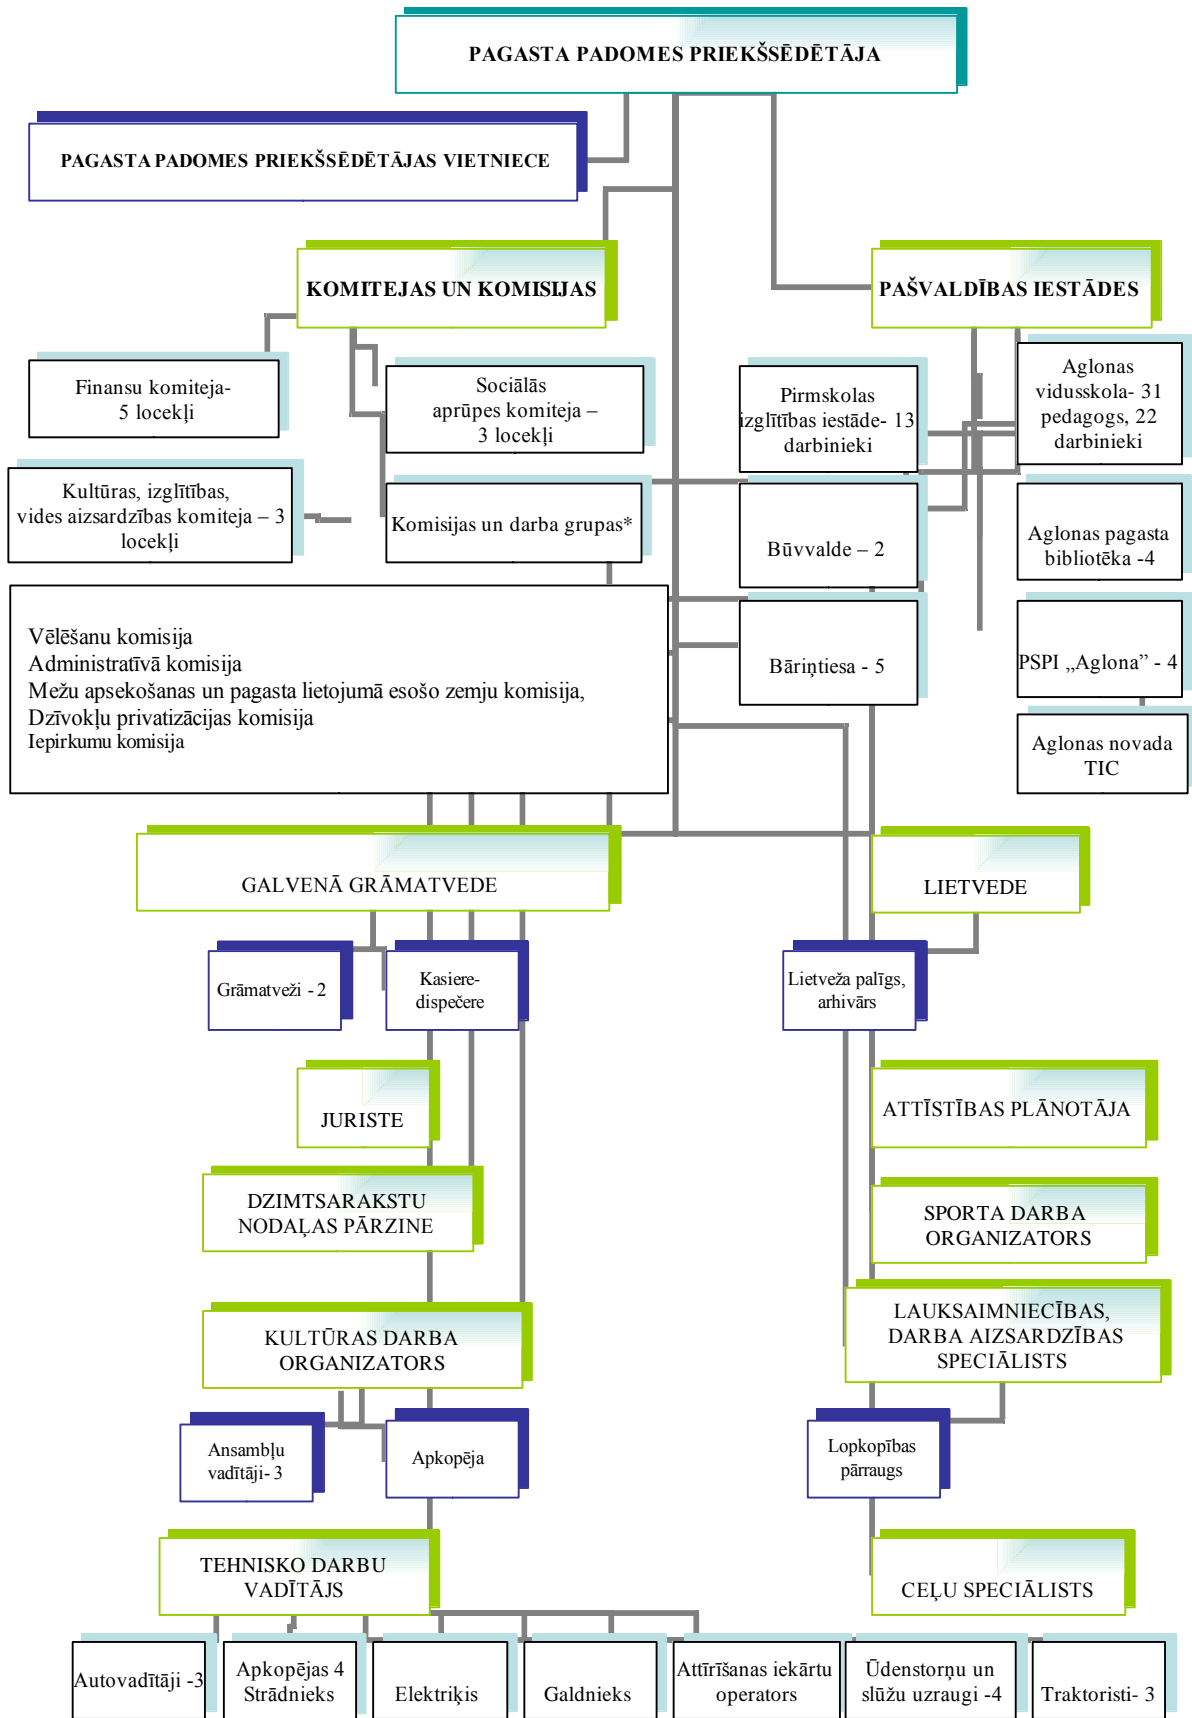 PAGASTA PADOMES PRIEKŠSĒDĒTĀJA
PAGASTA PADOMES PRIEKŠSĒDĒTĀJAS VIETNIECE
KOMITEJAS UN KOMISIJAS
PAŠVALDĪBAS IESTĀDES
Finansu komiteja-
5 locekļi
Sociālās
aprūpes komiteja –
3 locekļi
Pirmskolas
izglītības iestāde- 13
darbinieki
Aglonas
vidusskola- 31
pedagogs, 22
darbinieki
Kultūras, izglītības,
vides aizsardzības komiteja – 3
locekļi
Komisijas un darba grupas*
Būvvalde – 2
Aglonas pagasta
bibliotēka -4
Vēlēšanu komisija
Administratīvā komisija
Mežu apsekošanas un pagasta lietojumā esošo zemju komisija,
Dzīvokļu privatizācijas komisija
Iepirkumu komisija
Bāriņtiesa - 5
PSPI „Aglona” - 4
Aglonas novada
TIC
GALVENĀ GRĀMATVEDE
LIETVEDE
Grāmatveži - 2
Kasiere-
dispečere
Lietveža palīgs,
arhivārs
JURISTE
ATTĪSTĪBAS PLĀNOTĀJA
DZIMTSARAKSTU
NODAĻAS PĀRZINE
SPORTA DARBA
ORGANIZATORS
KULTŪRAS DARBA
ORGANIZATORS
LAUKSAIMNIECĪBAS,
DARBA AIZSARDZĪBAS
SPECIĀLISTS
Ansambļu
vadītāji- 3
Apkopēja
Lopkopības
pārraugs
TEHNISKO DARBU
VADĪTĀJS
CEĻU SPECIĀLISTS
Autovadītāji -3
Apkopējas 4
Strādnieks
Elektriķis
Galdnieks
Attīrīšanas iekārtu
operators
Ūdenstorņu un
slūžu uzraugi -4
Traktoristi- 3